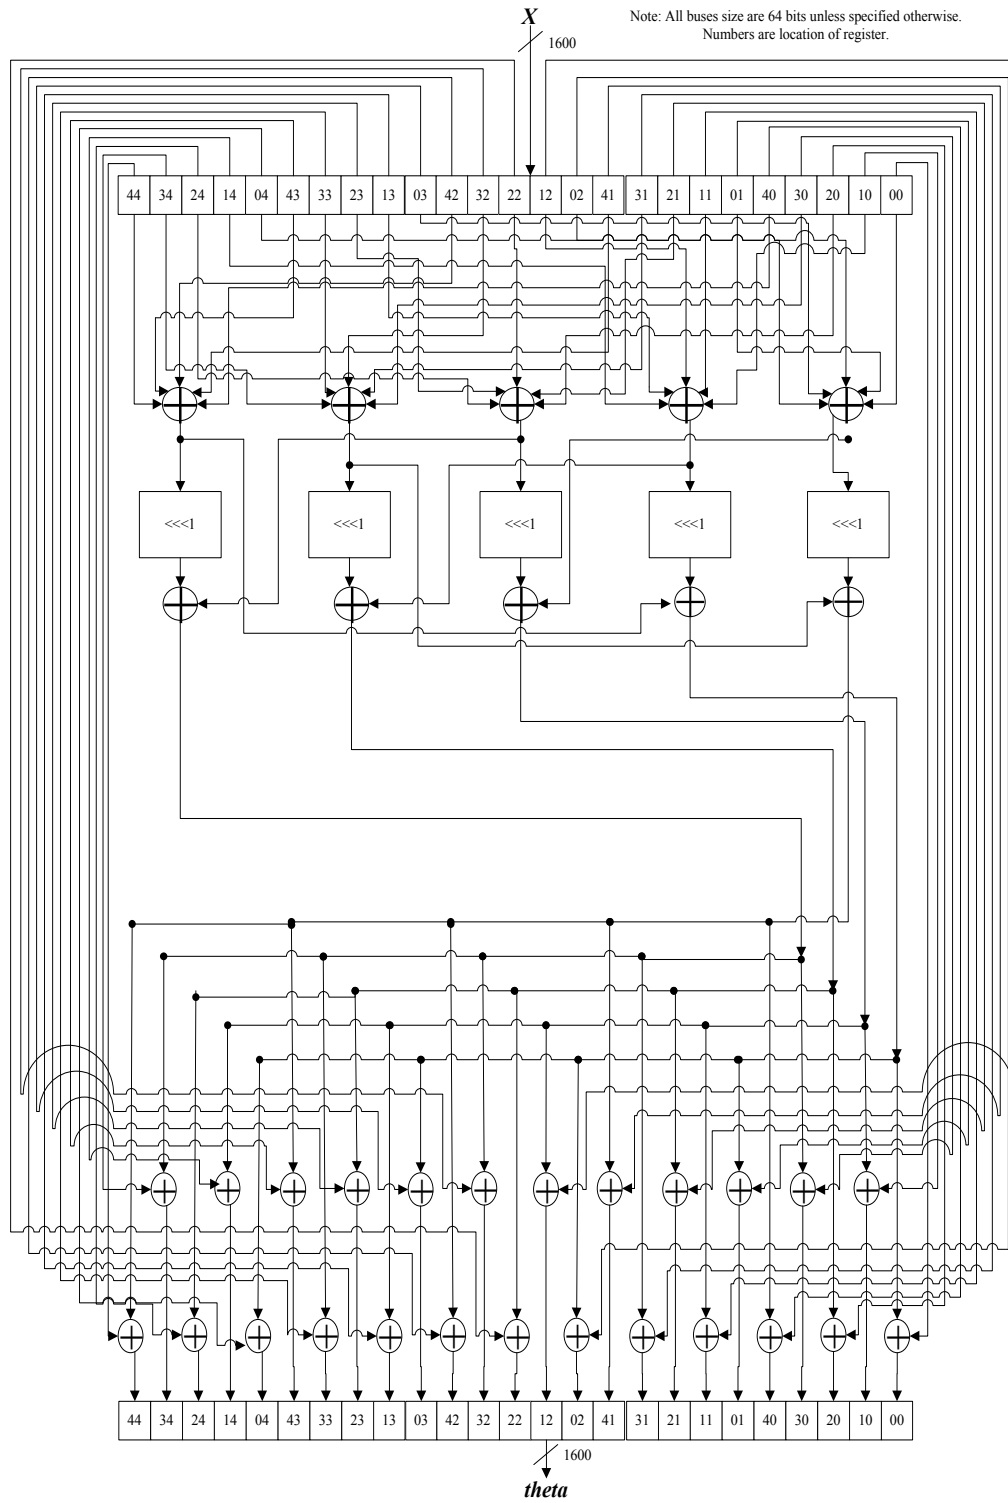 X
Note: All buses size are 64 bits unless specified otherwise.
Numbers are location of register.
1600
44 34 24 14 04 43 33 23 13 03 42 32 22 12 02 41 31 21 11 01 40 30 20 10 00
<<<1 <<<1 <<<1 <<<1 <<<1
44 34 24 14 04 43 33 23 13 03 42 32 22 12 02 41 31 21 11 01 40 30 20 10 00
1600
theta